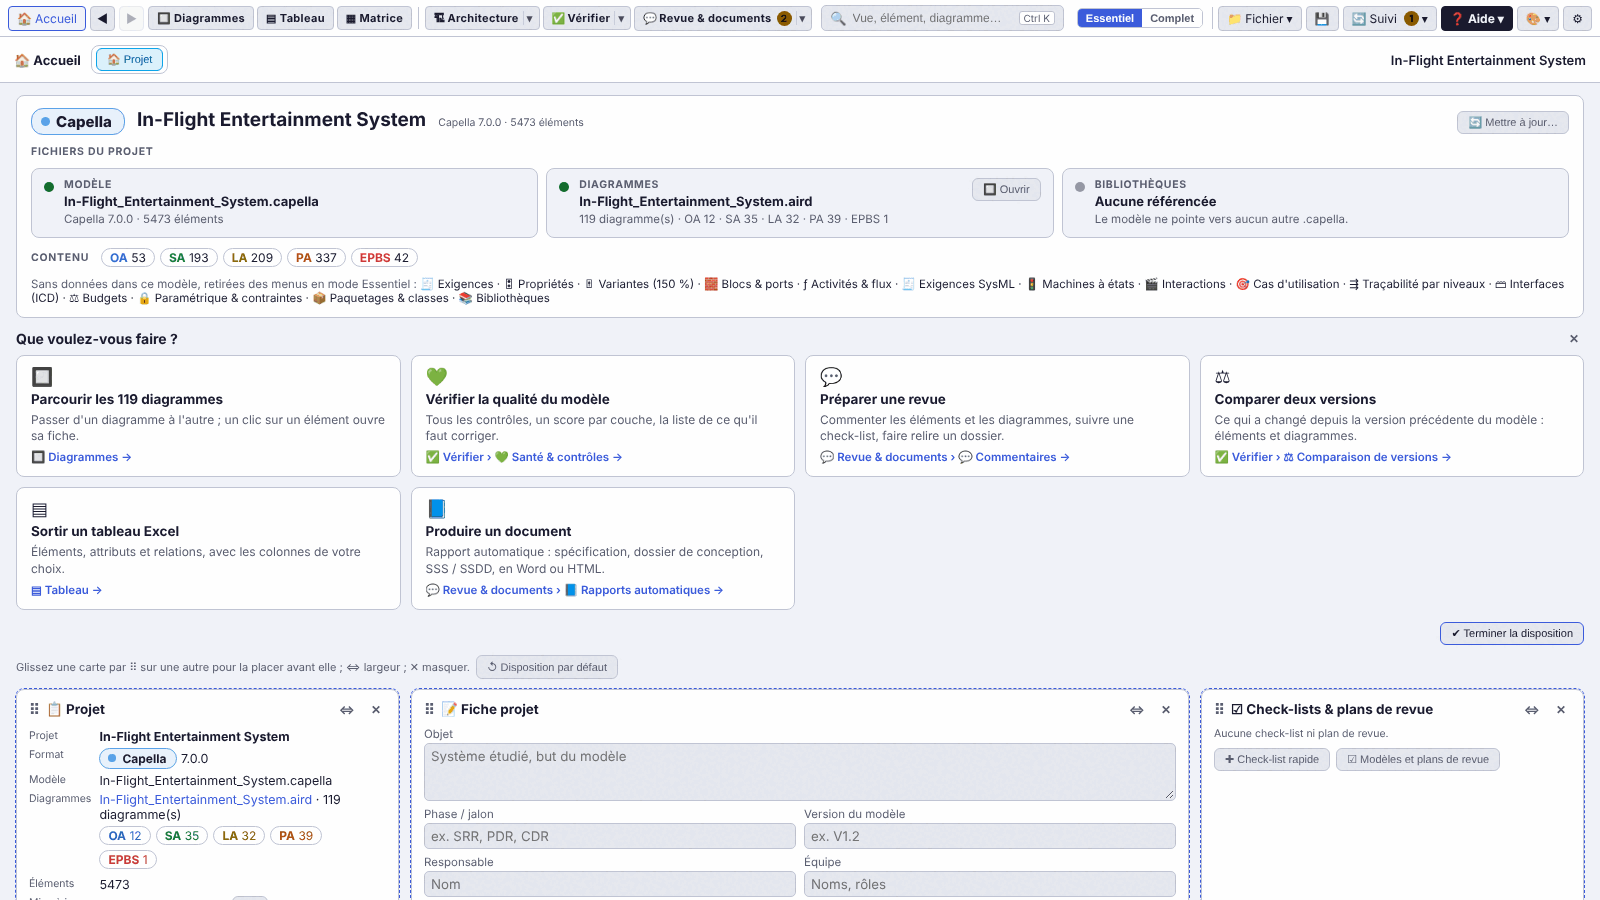 🏠 Accueil ◀ ▶ 🔲 Diagrammes ▤ Tableau ▦ Matrice 🏗 Architecture ▾ ✅ Vérifier ▾ 💬 Revue & documents 2 ▾ 🔍 Vue, élément, diagramme… Ctrl K Essentiel Complet 📁 Fichier ▾ 💾 🔄 Suivi 1 ▾ ❓ Aide ▾ 🎨 ▾ ⚙
🏠 Accueil 🏠 Projet In-Flight Entertainment System
Capella In-Flight Entertainment System Capella 7.0.0 · 5473 éléments 🔄 Mettre à jour…
FICHIERS DU PROJET
MODÈLE
In-Flight_Entertainment_System.capella
Capella 7.0.0 · 5473 éléments
DIAGRAMMES
In-Flight_Entertainment_System.aird
119 diagramme(s) · OA 12 · SA 35 · LA 32 · PA 39 · EPBS 1
🔲 Ouvrir
BIBLIOTHÈQUES
Aucune référencée
Le modèle ne pointe vers aucun autre .capella.
CONTENU OA 53 SA 193 LA 209 PA 337 EPBS 42
Sans données dans ce modèle, retirées des menus en mode Essentiel : 🧾 Exigences · 🎛 Propriétés · 🎚 Variantes (150 %) · 🧱 Blocs & ports · ƒ Activités & flux · 🧾 Exigences SysML · 🚦 Machines à états · 🎬 Interactions · 🎯 Cas d'utilisation · ⇶ Traçabilité par niveaux · 🗃 Interfaces
(ICD) · ⚖ Budgets · 🔒 Paramétrique & contraintes · 📦 Paquetages & classes · 📚 Bibliothèques
Que voulez-vous faire ? ✕
Parcourir les 119 diagrammes
Passer d'un diagramme à l'autre ; un clic sur un élément ouvre
sa fiche.
🔲 Diagrammes →
Vérifier la qualité du modèle
Tous les contrôles, un score par couche, la liste de ce qu'il
faut corriger.
✅ Vérifier › 💚 Santé & contrôles →
Préparer une revue
Commenter les éléments et les diagrammes, suivre une
check-list, faire relire un dossier.
💬 Revue & documents › 💬 Commentaires →
Comparer deux versions
Ce qui a changé depuis la version précédente du modèle :
éléments et diagrammes.
✅ Vérifier › ⚖ Comparaison de versions →
Sortir un tableau Excel
Éléments, attributs et relations, avec les colonnes de votre
choix.
▤ Tableau →
Produire un document
Rapport automatique : spécification, dossier de conception,
SSS / SSDD, en Word ou HTML.
💬 Revue & documents › 📘 Rapports automatiques →
✔ Terminer la disposition
Glissez une carte par ⠿ sur une autre pour la placer avant elle ; ⇔ largeur ; ✕ masquer. ↺ Disposition par défaut
⠿ 📋 Projet ⇔ ✕
Projet In-Flight Entertainment System
Format Capella 7.0.0
Modèle In-Flight_Entertainment_System.capella
Diagrammes In-Flight_Entertainment_System.aird · 119
diagramme(s)
OA 12 SA 35 LA 32 PA 39
EPBS 1
Éléments 5473
⠿ 📝 Fiche projet ⇔ ✕
Objet
Système étudié, but du modèle
Phase / jalon Version du modèle
ex. SRR, PDR, CDR ex. V1.2
Responsable Équipe
Nom Noms, rôles
⠿ ☑ Check-lists & plans de revue ⇔ ✕
Aucune check-list ni plan de revue.
✚ Check-list rapide ☑ Modèles et plans de revue